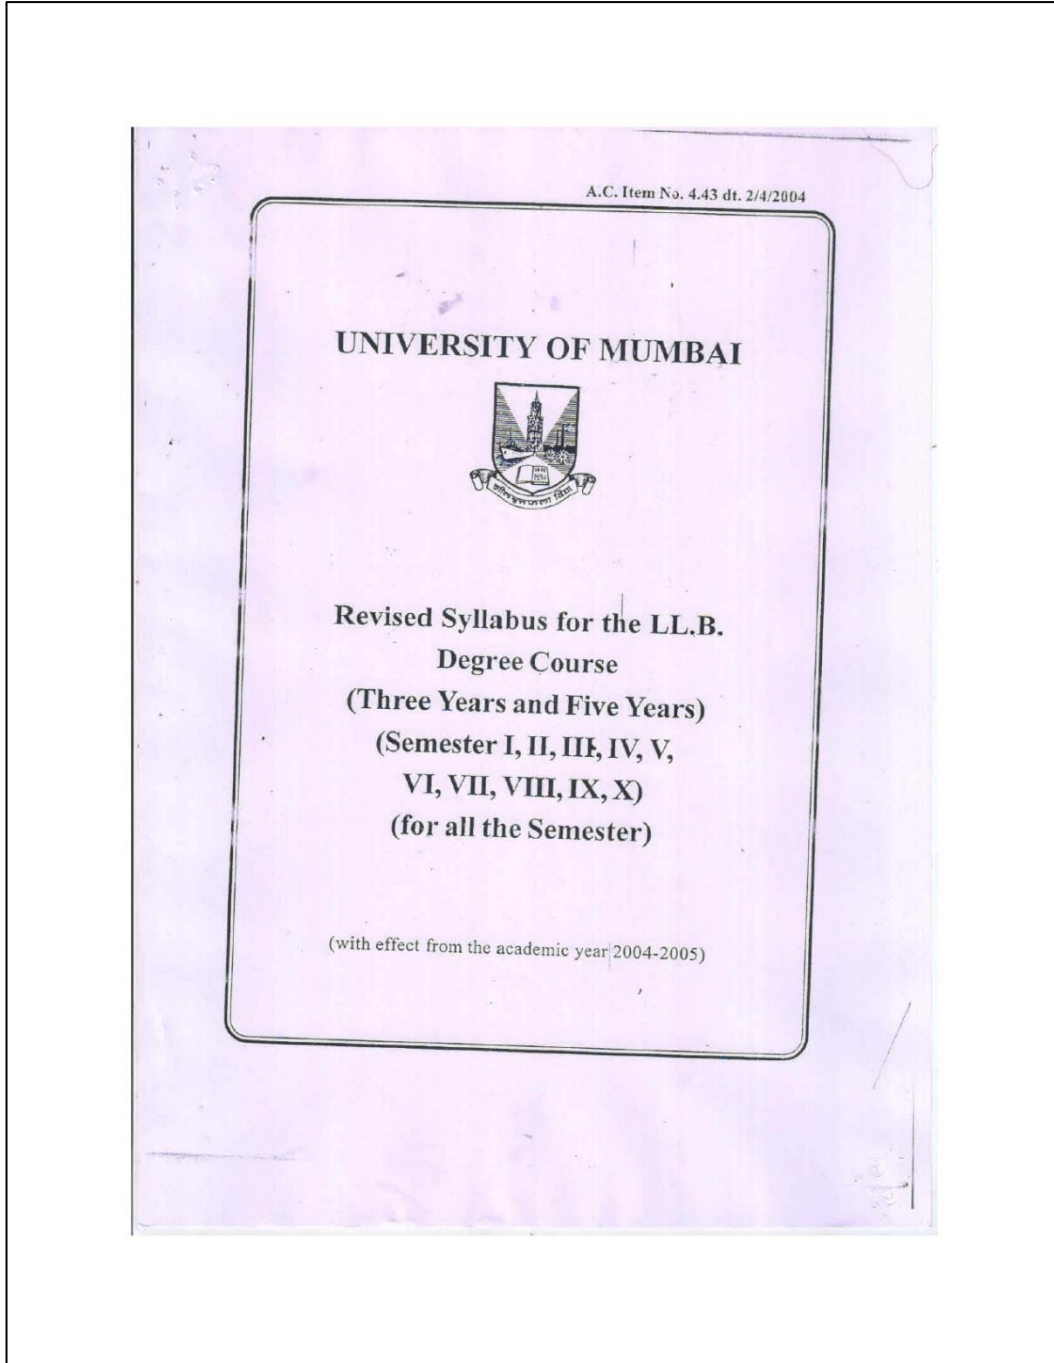 A.C. Item No. 4.43 dt. 2/4/2004
UNIVERSITY OF MUMBAI
Revised Syllabus for the LL.B.
Degree Course
(Three Years and Five Years)
(Semester I, II, III, IV, V,
VI, VII, VIII, IX, X)
(for all the Semester)
(with effect from the academic year 2004-2005)